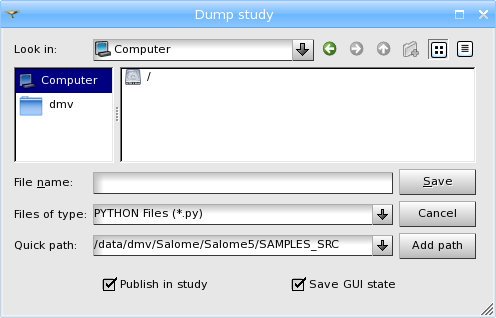 Dump study
Look in: Computer
Computer
dmv
/
File name:
Save
Files of type: PYTHON Files (*.py)
Cancel
Quick path: /data/dmv/Salome/Salome5/SAMPLES_SRC
Add path
Publish in study
Save GUI state